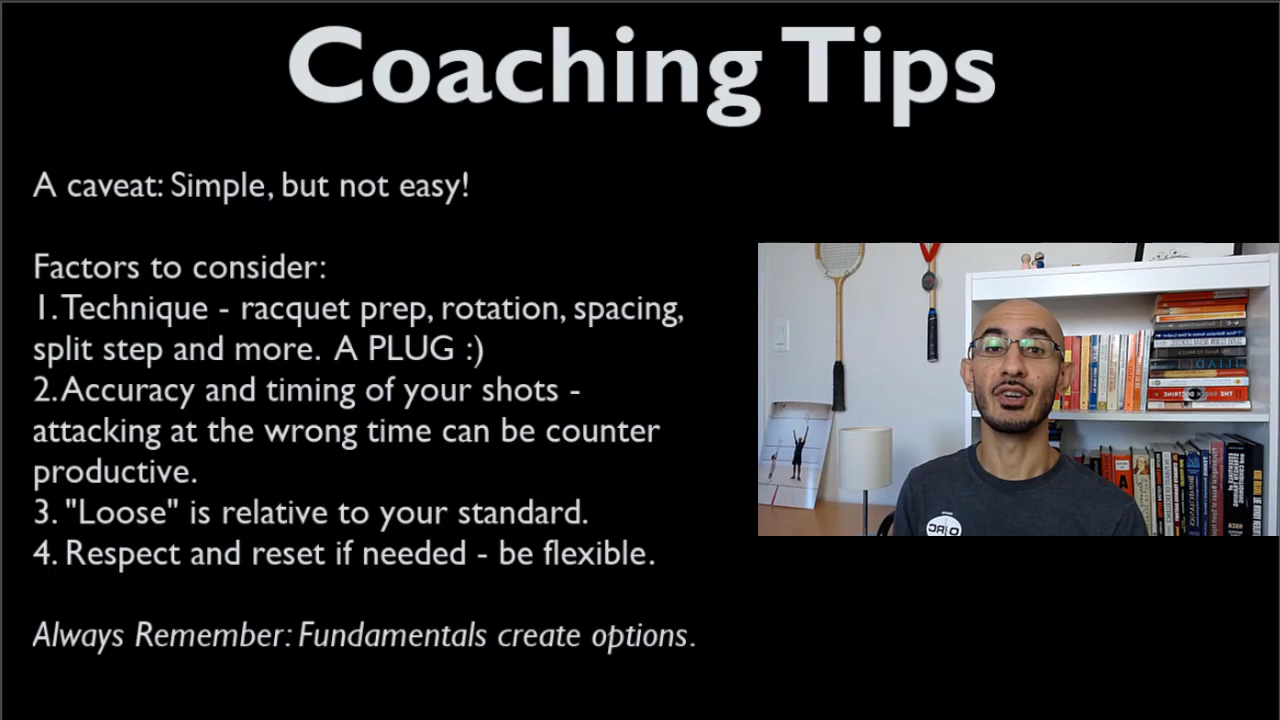 Coaching Tips
A caveat: Simple, but not easy!
Factors to consider:
1. Technique - racquet prep, rotation, spacing,
split step and more.  A PLUG :)
2. Accuracy and timing of your shots -
attacking at the wrong time can be counter
productive.
3. "Loose" is relative to your standard.
4. Respect and reset if needed - be flexible.
Always Remember: Fundamentals create options.
THE SHOCK DOCTRINE